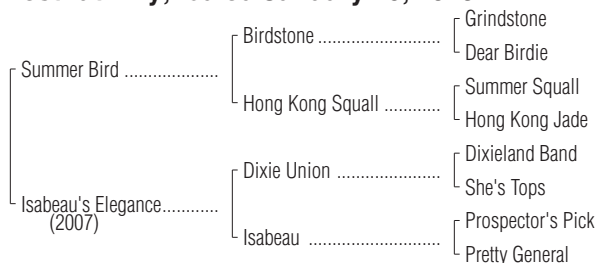 Grindstone
Birdstone ..........................
Dear Birdie
Summer Bird ....................
Summer Squall
Hong Kong Squall ............
Hong Kong Jade
Dixieland Band
Dixie Union ......................
She's Tops
Isabeau's Elegance............
(2007)
Prospector's Pick
Isabeau ............................
Pretty General